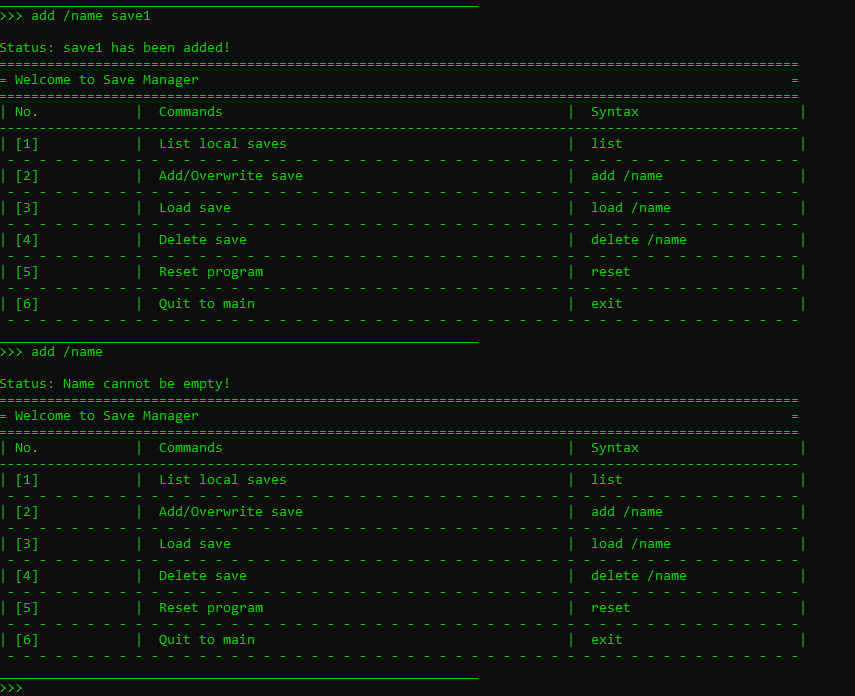 >>> add /name save1
Status: save1 has been added!
= Welcome to Save Manager =
| No. | Commands | Syntax |
| [1] | List local saves | list |
| [2] | Add/Overwrite save | add /name |
| [3] | Load save | load /name |
| [4] | Delete save | delete /name |
| [5] | Reset program | reset |
| [6] | Quit to main | exit |
>>> add /name
Status: Name cannot be empty!
= Welcome to Save Manager =
| No. | Commands | Syntax |
| [1] | List local saves | list |
| [2] | Add/Overwrite save | add /name |
| [3] | Load save | load /name |
| [4] | Delete save | delete /name |
| [5] | Reset program | reset |
| [6] | Quit to main | exit |
>>>